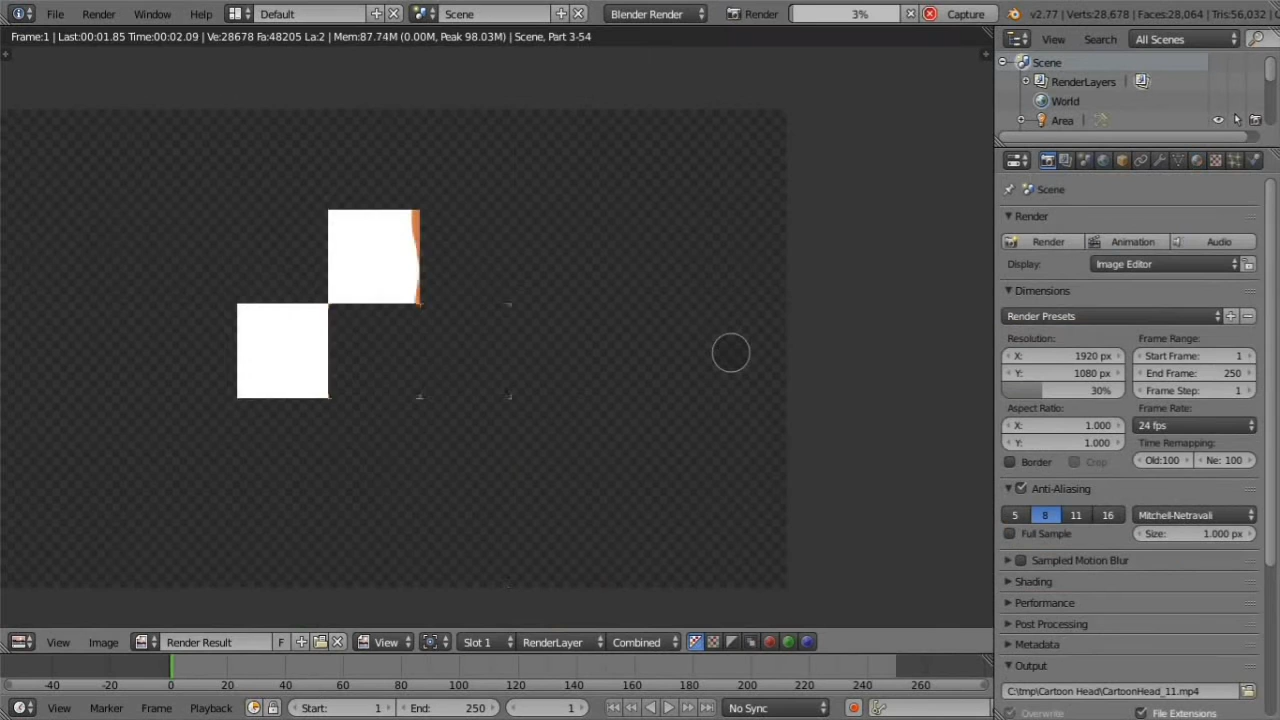 File Render Window Help Default Scene Blender Render Render 3% Capture v2.77 | Verts:28,678 | Faces:28,064 | Tris:56,032 |
Frame:1 | Last:00:01.85 Time:00:02.09 | Ve:28678 Fa:48205 La:2 | Mem:87.74M (0.00M, Peak 98.03M) | Scene, Part 3-54
View Search All Scenes
Scene
RenderLayers
World
Area
Scene
Render
Render Animation Audio
Display: Image Editor
Dimensions
Render Presets
Resolution: Frame Range:
X: 1920 px Start Frame: 1
Y: 1080 px End Frame: 250
30% Frame Step: 1
Aspect Ratio: Frame Rate:
X: 1.000 24 fps
Y: 1.000 Time Remapping:
Border Crop Old:100 Ne: 100
Anti-Aliasing
5 8 11 16 Mitchell-Netravali
Full Sample Size: 1.000 px
Sampled Motion Blur
Shading
Performance
Post Processing
Metadata
Output
C:\tmp\Cartoon Head\CartoonHead_11.mp4
Overwrite File Extensions
View Image Render Result F View Slot 1 RenderLayer Combined
-40 -20 0 20 40 60 80 100 120 140 160 180 200 220 240 260
View Marker Frame Playback Start: 1 End: 250 1 No Sync